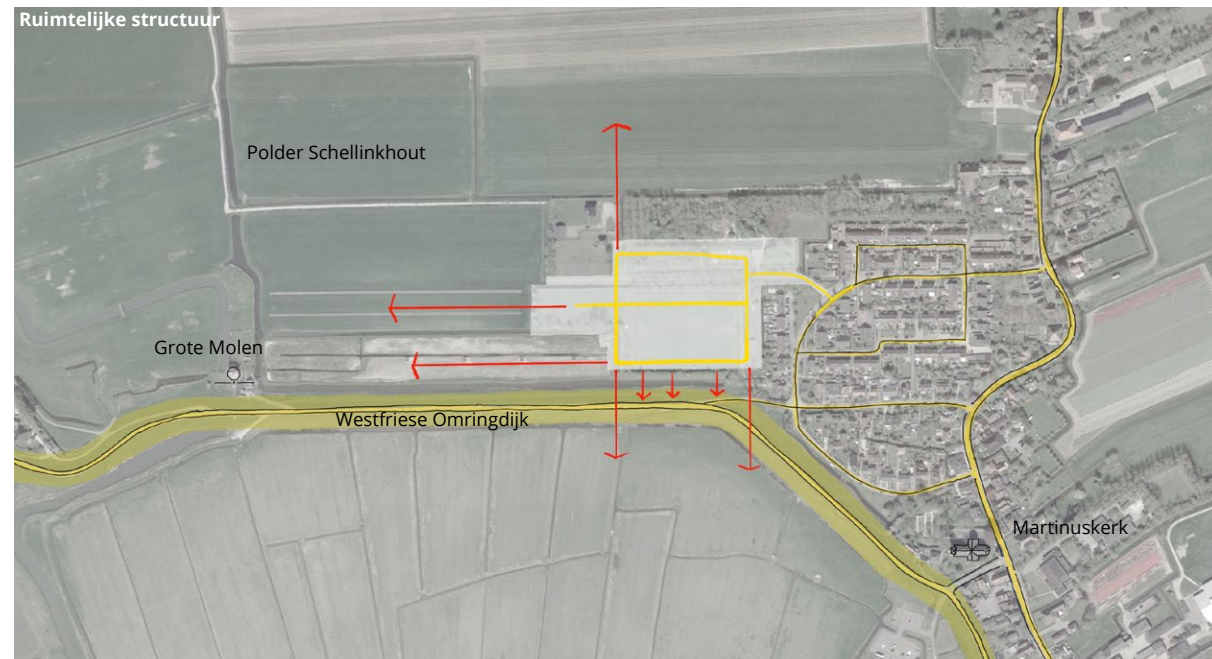 Ruimtelijke structuur
Polder Schellinkhout
Grote Molen
Westfriese Omringdijk
Martinuskerk